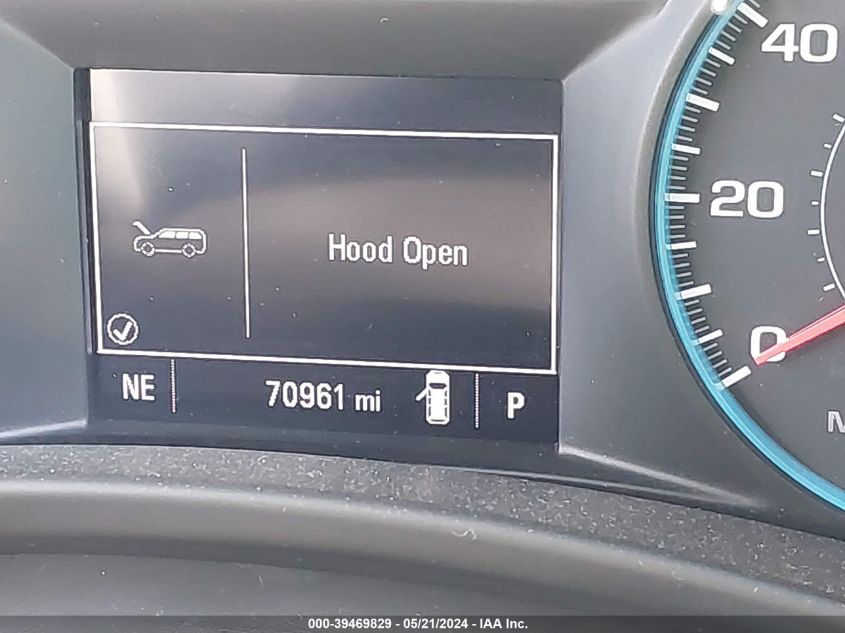 40
Hood Open
20
0
NE 70961 mi P
000-39469829 - 05/21/2024 - IAA Inc.